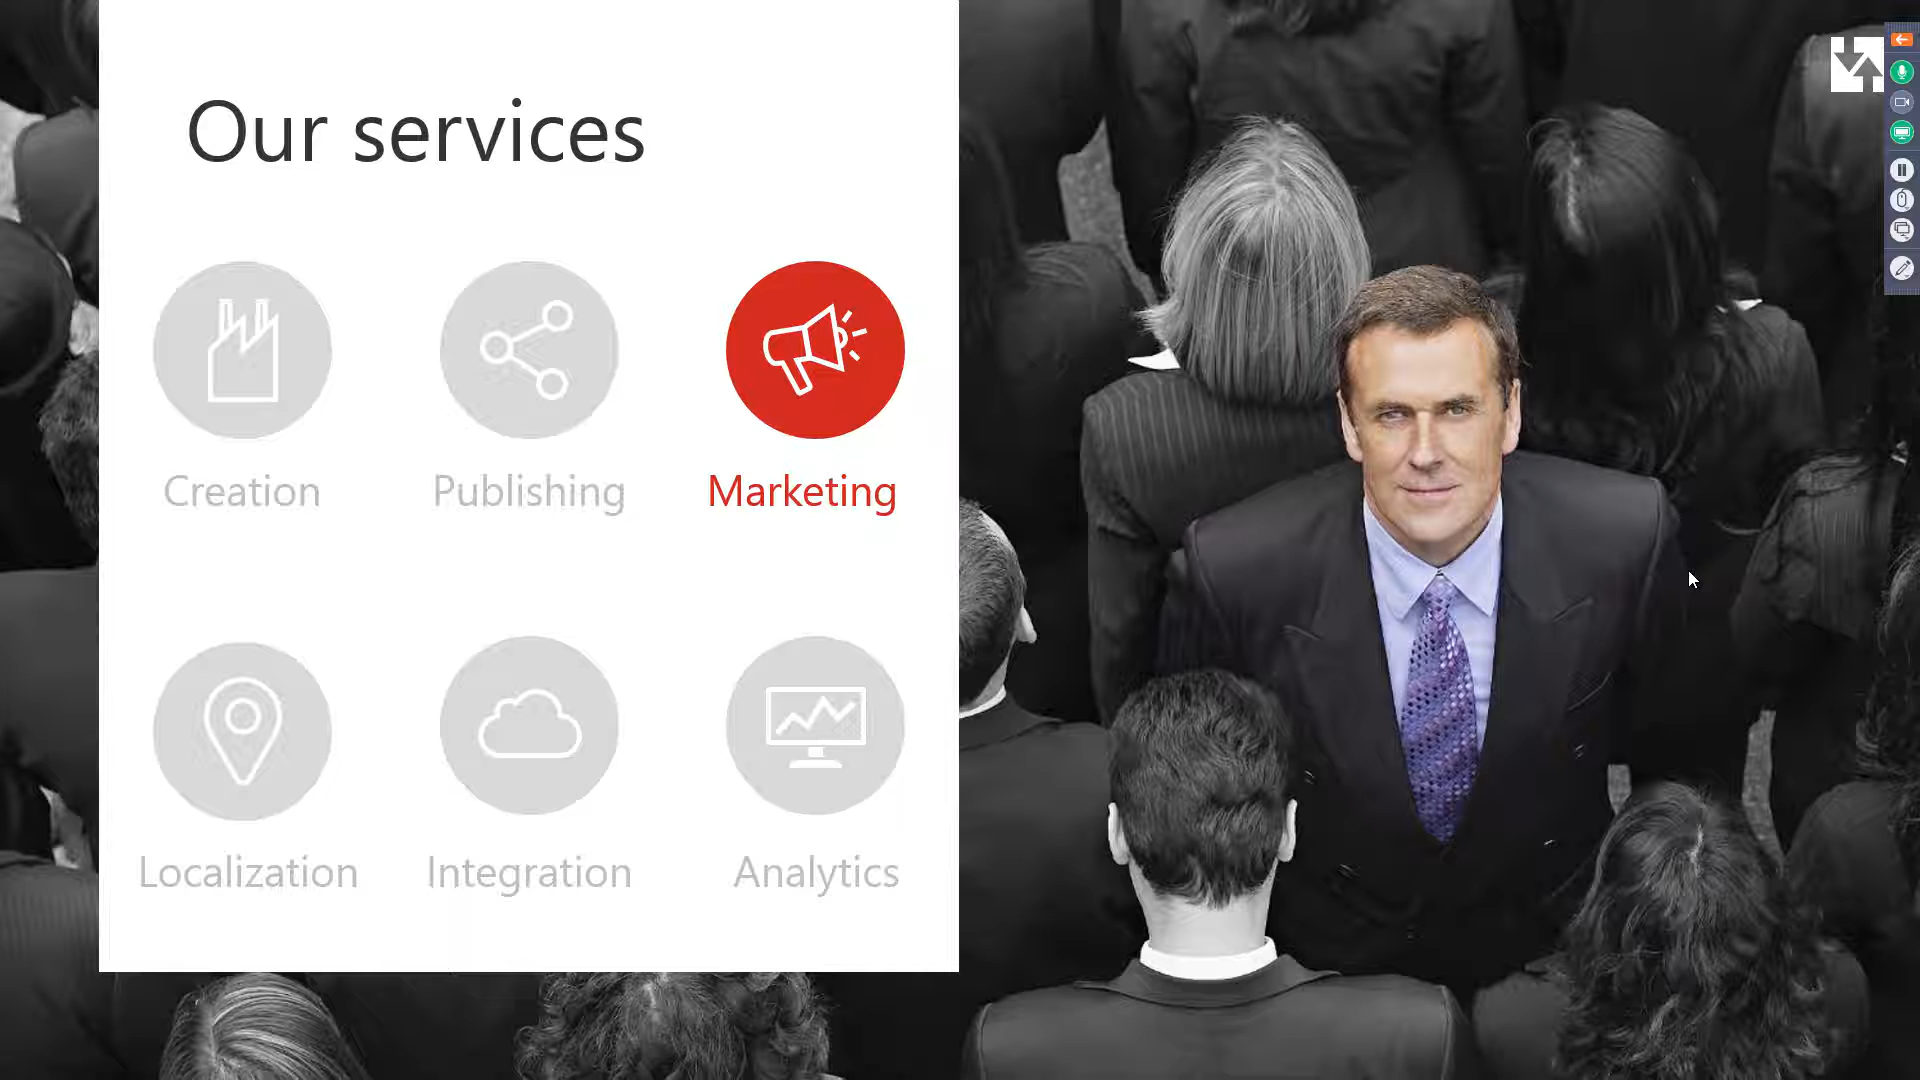 Our services
Creation
Publishing
Marketing
Localization
Integration
Analytics